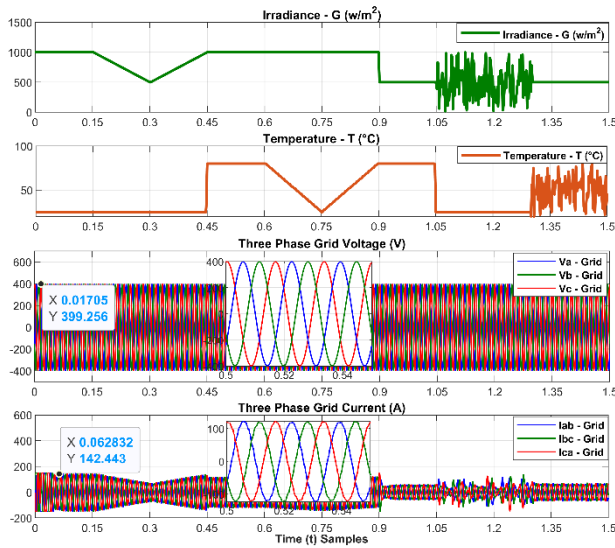 Irradiance - G (w/m²)
1500
1000
500
0
Irradiance - G (w/m²)
0 0.15 0.3 0.45 0.6 0.75 0.9 1.05 1.2 1.35 1.5
Temperature - T (°C)
100
50
Temperature - T (°C)
0 0.15 0.3 0.45 0.6 0.75 0.9 1.05 1.2 1.35 1.5
Three Phase Grid Voltage (V)
600
400
200
0
-200
-400
X 0.01705
Y 399.256
400
0
0.5 0.52 0.54
Va - Grid
Vb - Grid
Vc - Grid
0 0.15 0.3 0.45 0.6 0.75 0.9 1.05 1.2 1.35 1.5
Three Phase Grid Current (A)
600
400
200
0
-200
X 0.062832
Y 142.443
100
0
0.5 0.52 0.54
Iab - Grid
Ibc - Grid
Ica - Grid
0 0.15 0.3 0.45 0.6 0.75 0.9 1.05 1.2 1.35 1.5
Time (t) Samples